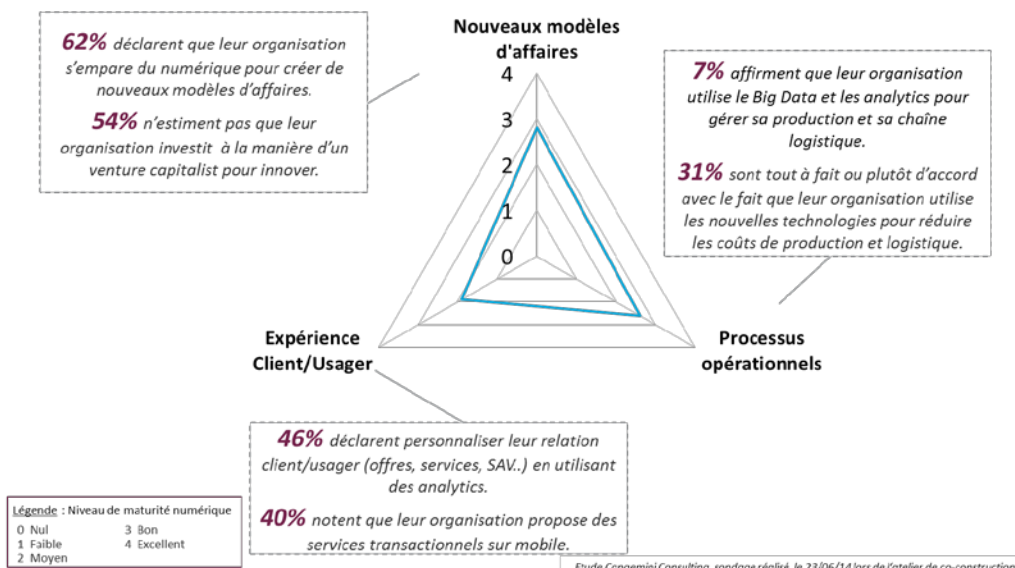 62% déclarent que leur organisation
s'empare du numérique pour créer de
nouveaux modèles d'affaires.
54% n'estiment pas que leur
organisation investit à la manière d'un
venture capitalist pour innover.
Nouveaux modèles
d'affaires
4
3
2
1
0
7% affirment que leur organisation
utilise le Big Data et les analytics pour
gérer sa production et sa chaîne
logistique.
31% sont tout à fait ou plutôt d'accord
avec le fait que leur organisation utilise
les nouvelles technologies pour réduire
les coûts de production et logistique.
Expérience
Client/Usager
Processus
opérationnels
46% déclarent personnaliser leur relation
client/usager (offres, services, SAV..) en utilisant
des analytics.
40% notent que leur organisation propose des
services transactionnels sur mobile.
Légende : Niveau de maturité numérique
0 Nul 3 Bon
1 Faible 4 Excellent
2 Moyen
Etude Capgemini Consulting, sondage réalisé, le 23/06/14 lors de l'atelier de co-construction